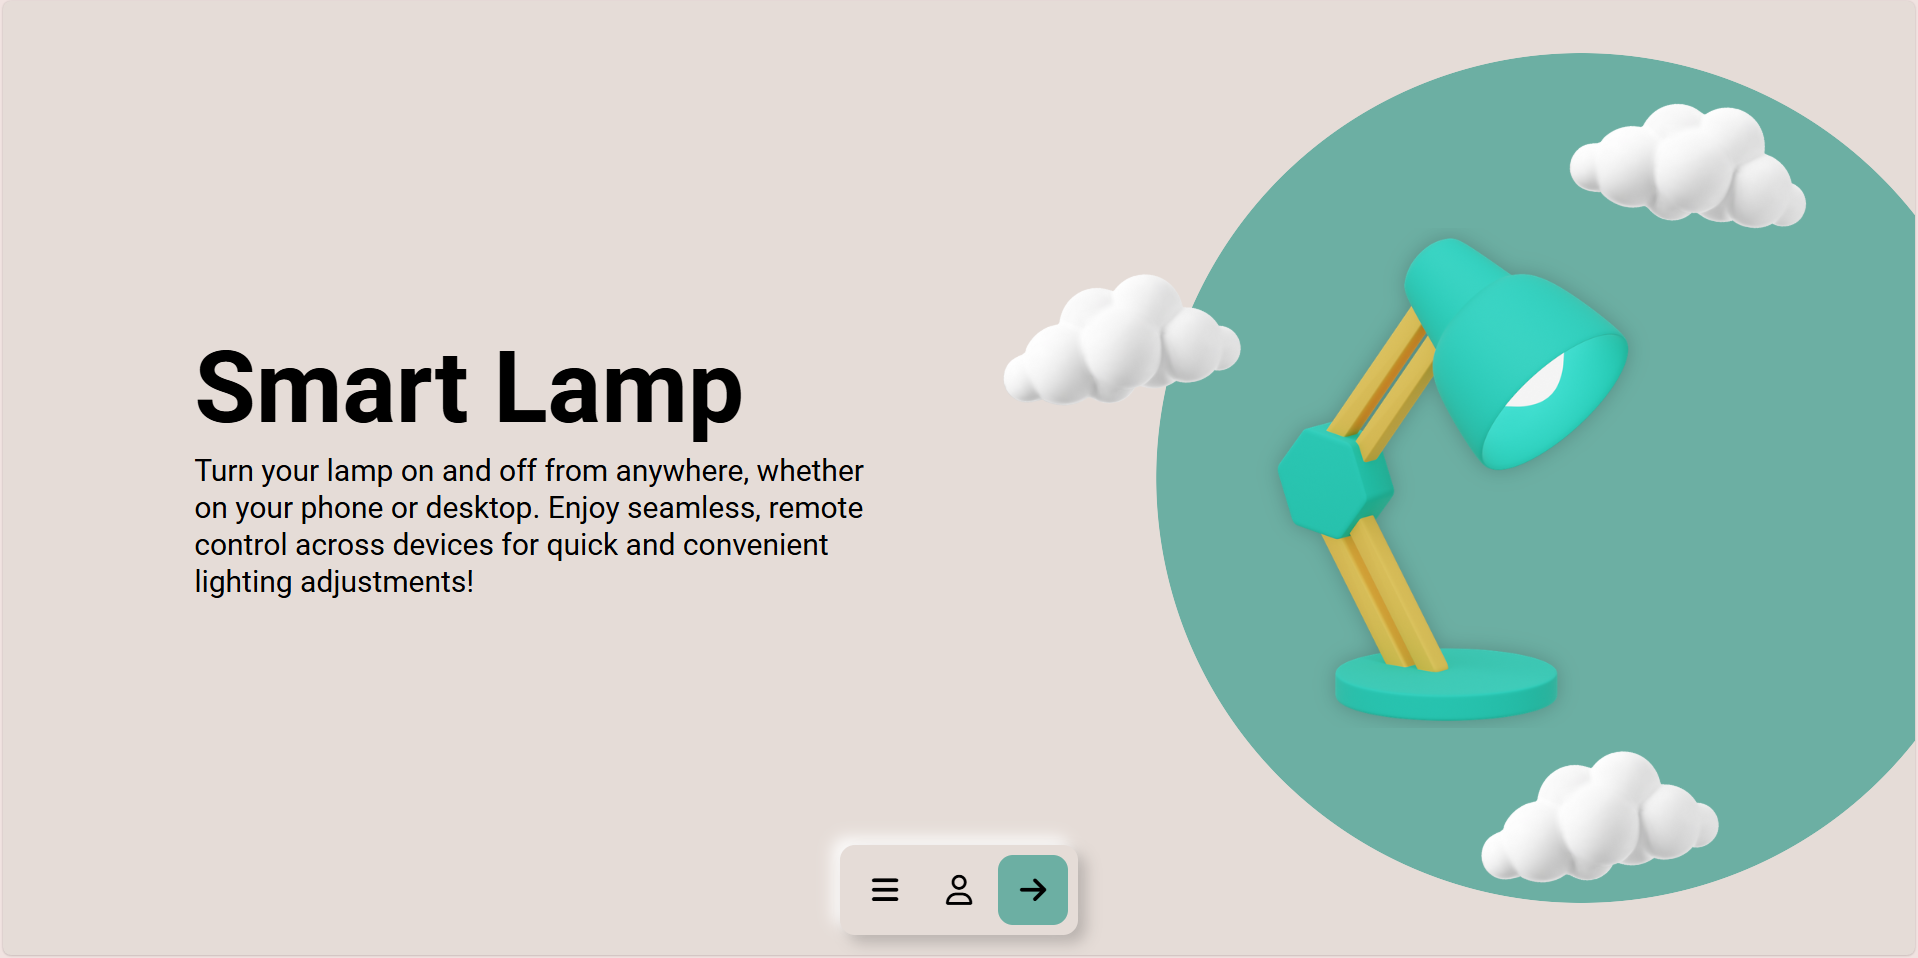 Smart Lamp
Turn your lamp on and off from anywhere, whether
on your phone or desktop. Enjoy seamless, remote
control across devices for quick and convenient
lighting adjustments!